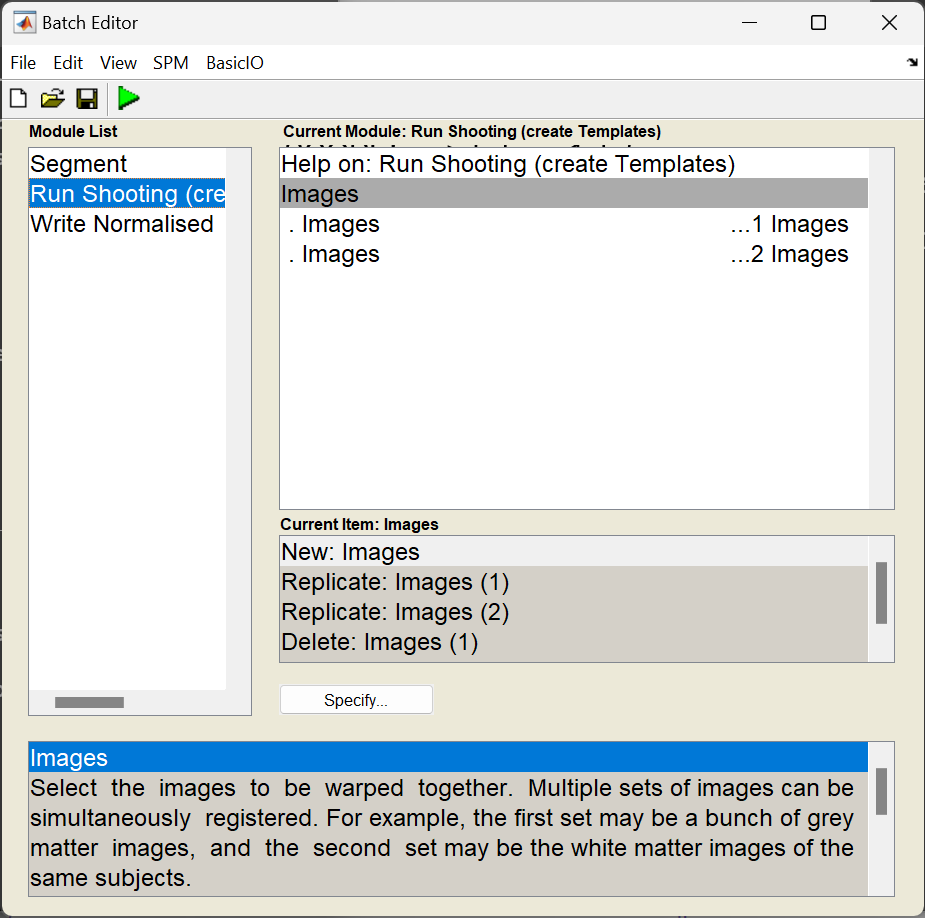 Batch Editor
File Edit View SPM BasicIO
Module List
Segment
Run Shooting (cre
Write Normalised
Current Module: Run Shooting (create Templates)
Help on: Run Shooting (create Templates)
Images
. Images ...1 Images
. Images ...2 Images
Current Item: Images
New: Images
Replicate: Images (1)
Replicate: Images (2)
Delete: Images (1)
Specify...
Images
Select the images to be warped together. Multiple sets of images can be
simultaneously registered. For example, the first set may be a bunch of grey
matter images, and the second set may be the white matter images of the
same subjects.